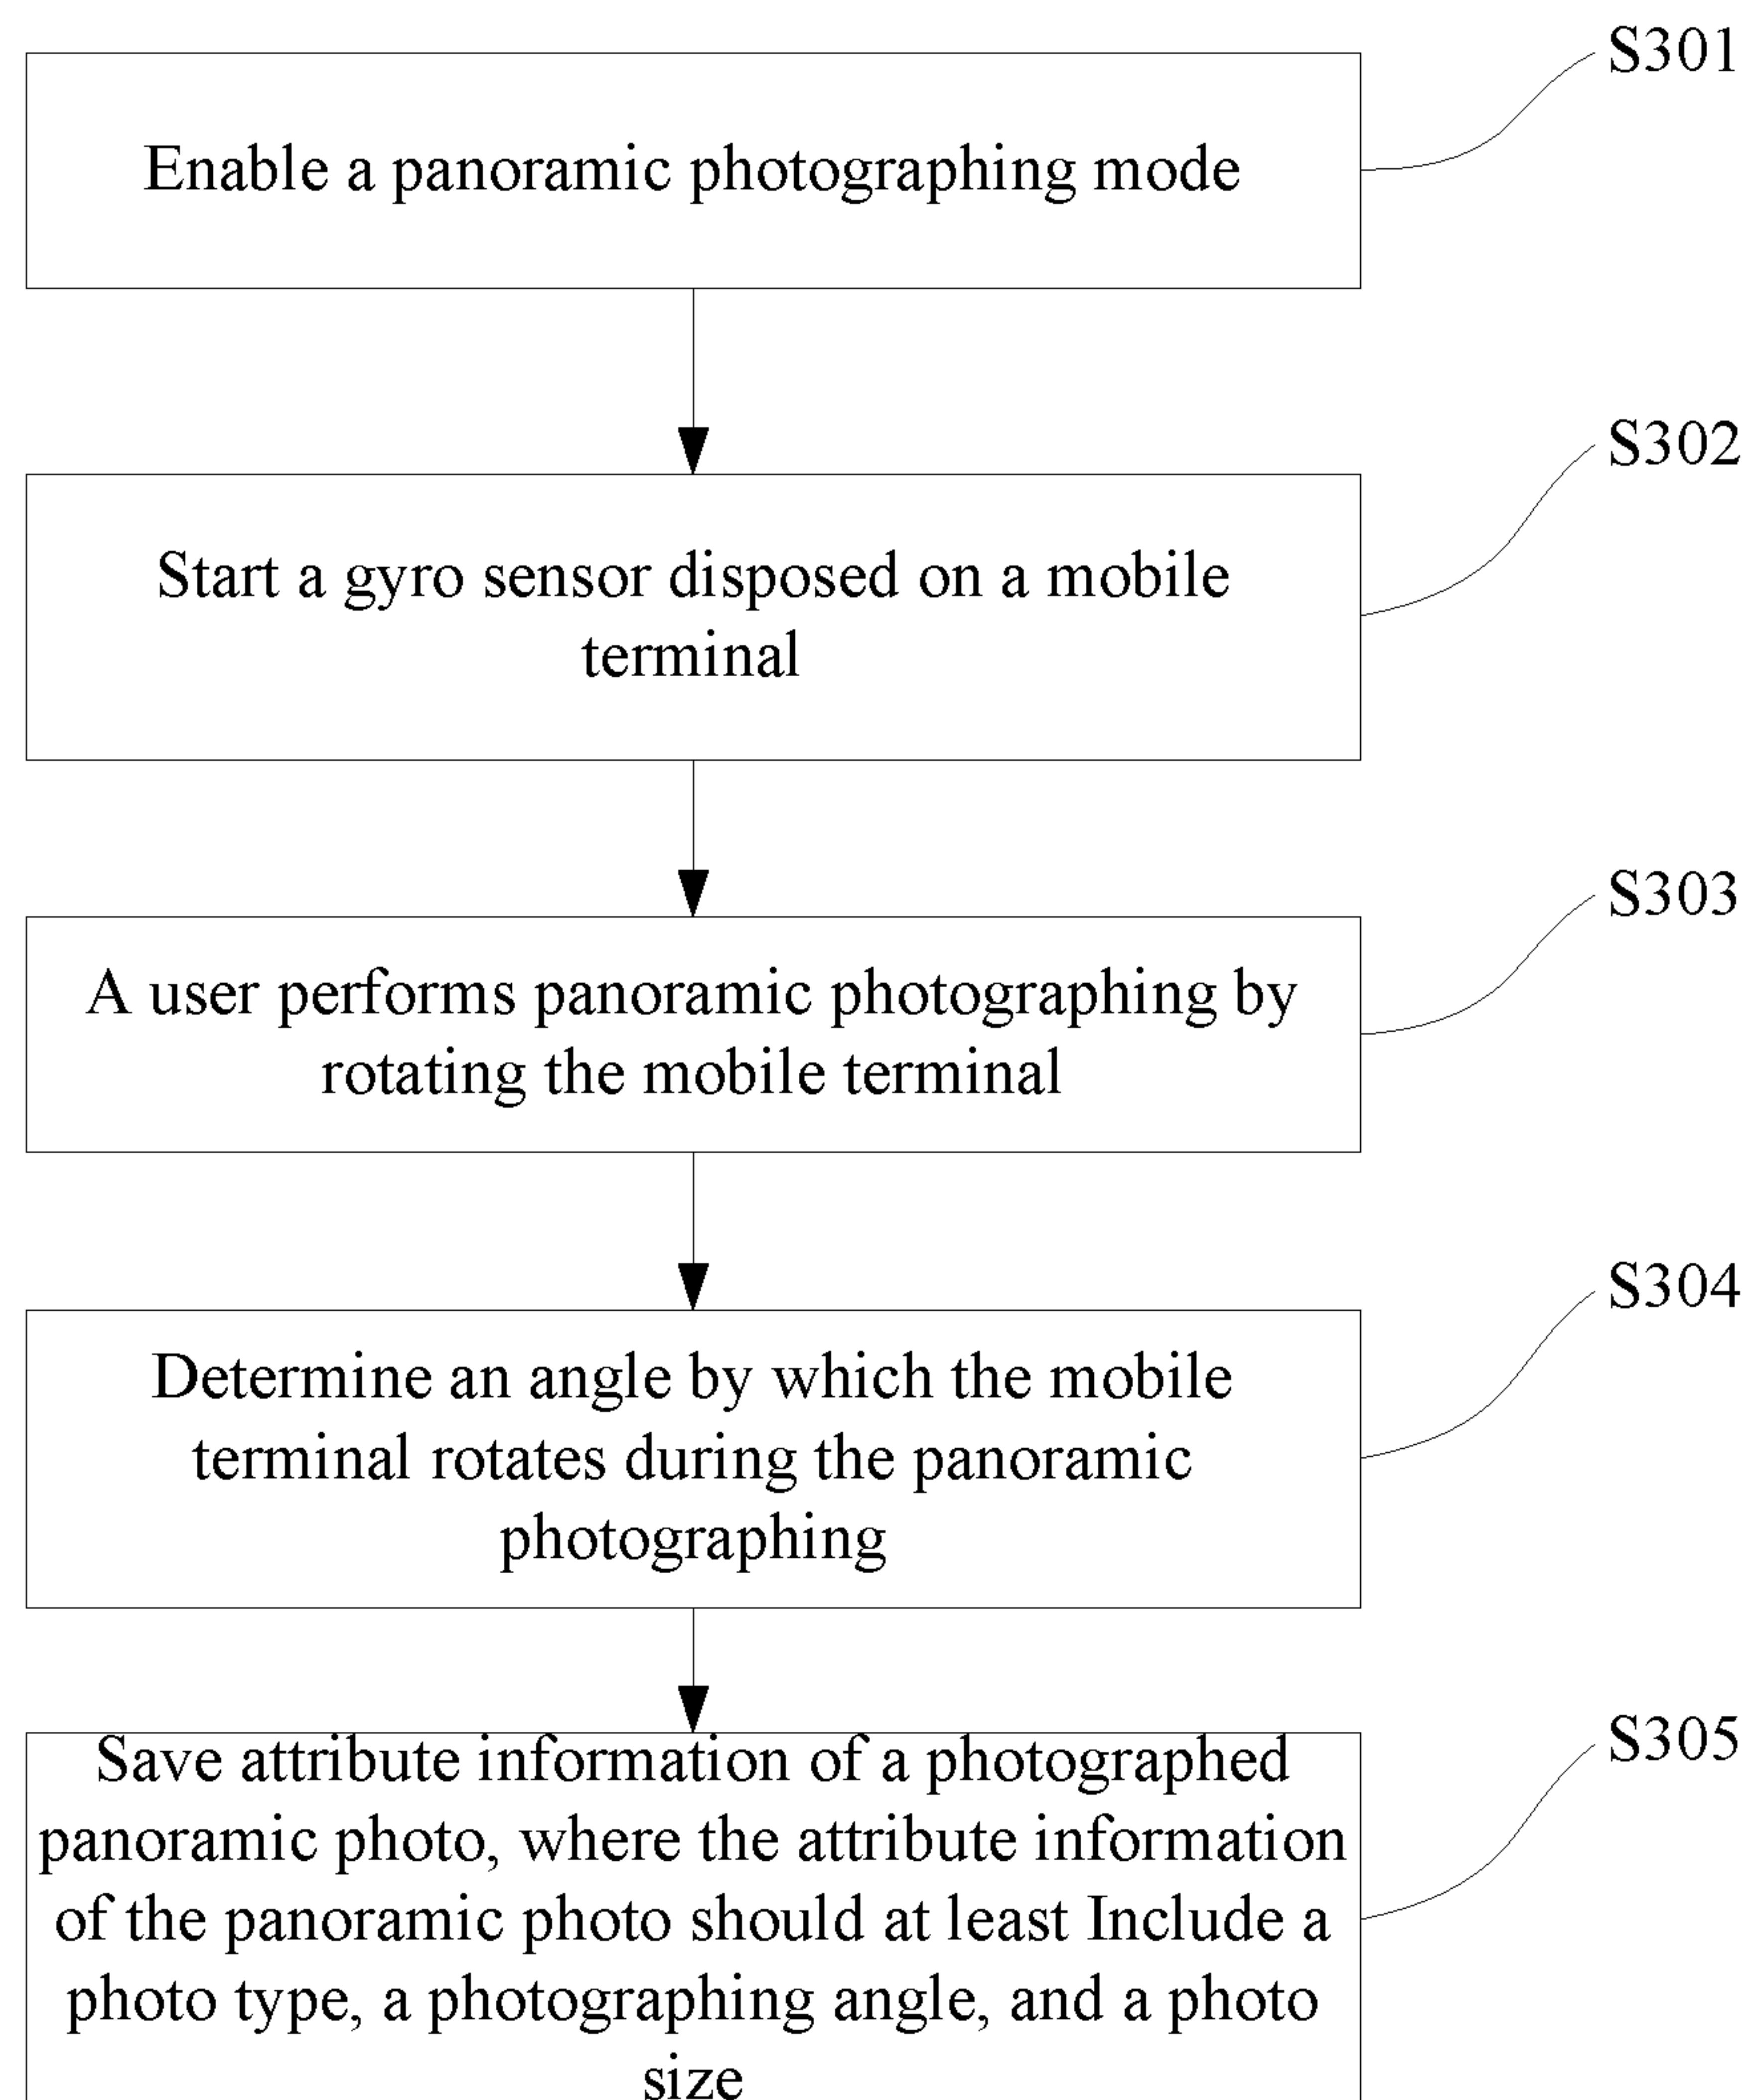 S301
Enable a panoramic photographing mode
S302
Start a gyro sensor disposed on a mobile
terminal
S303
A user performs panoramic photographing by
rotating the mobile terminal
S304
Determine an angle by which the mobile
terminal rotates during the panoramic
photographing
S305
Save attribute information of a photographed
panoramic photo, where the attribute information
of the panoramic photo should at least Include a
photo type, a photographing angle, and a photo
size